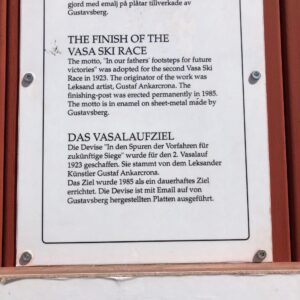 gjord med emalj på plåtar tillverkade av
Gustavsberg.
THE FINISH OF THE
VASA SKI RACE
The motto, "In our fathers' footsteps for future
victories" was adopted for the second Vasa Ski
Race in 1923. The originator of the work was
Leksand artist, Gustaf Ankarcrona. The
finishing-post was erected permanently in 1985.
The motto is in enamel on sheet-metal made by
Gustavsberg.
DAS VASALAUFZIEL
Die Devise "In den Spuren der Vorfahren für
zukünftige Siege" wurde für den 2. Vasalauf
1923 geschaffen. Sie stammt von dem Leksander
Künstler Gustaf Ankarcrona.
Das Ziel wurde 1985 als ein dauerhaftes Ziel
errichtet. Die Devise ist mit Email auf von
Gustavsberg hergestellten Platten ausgeführt.